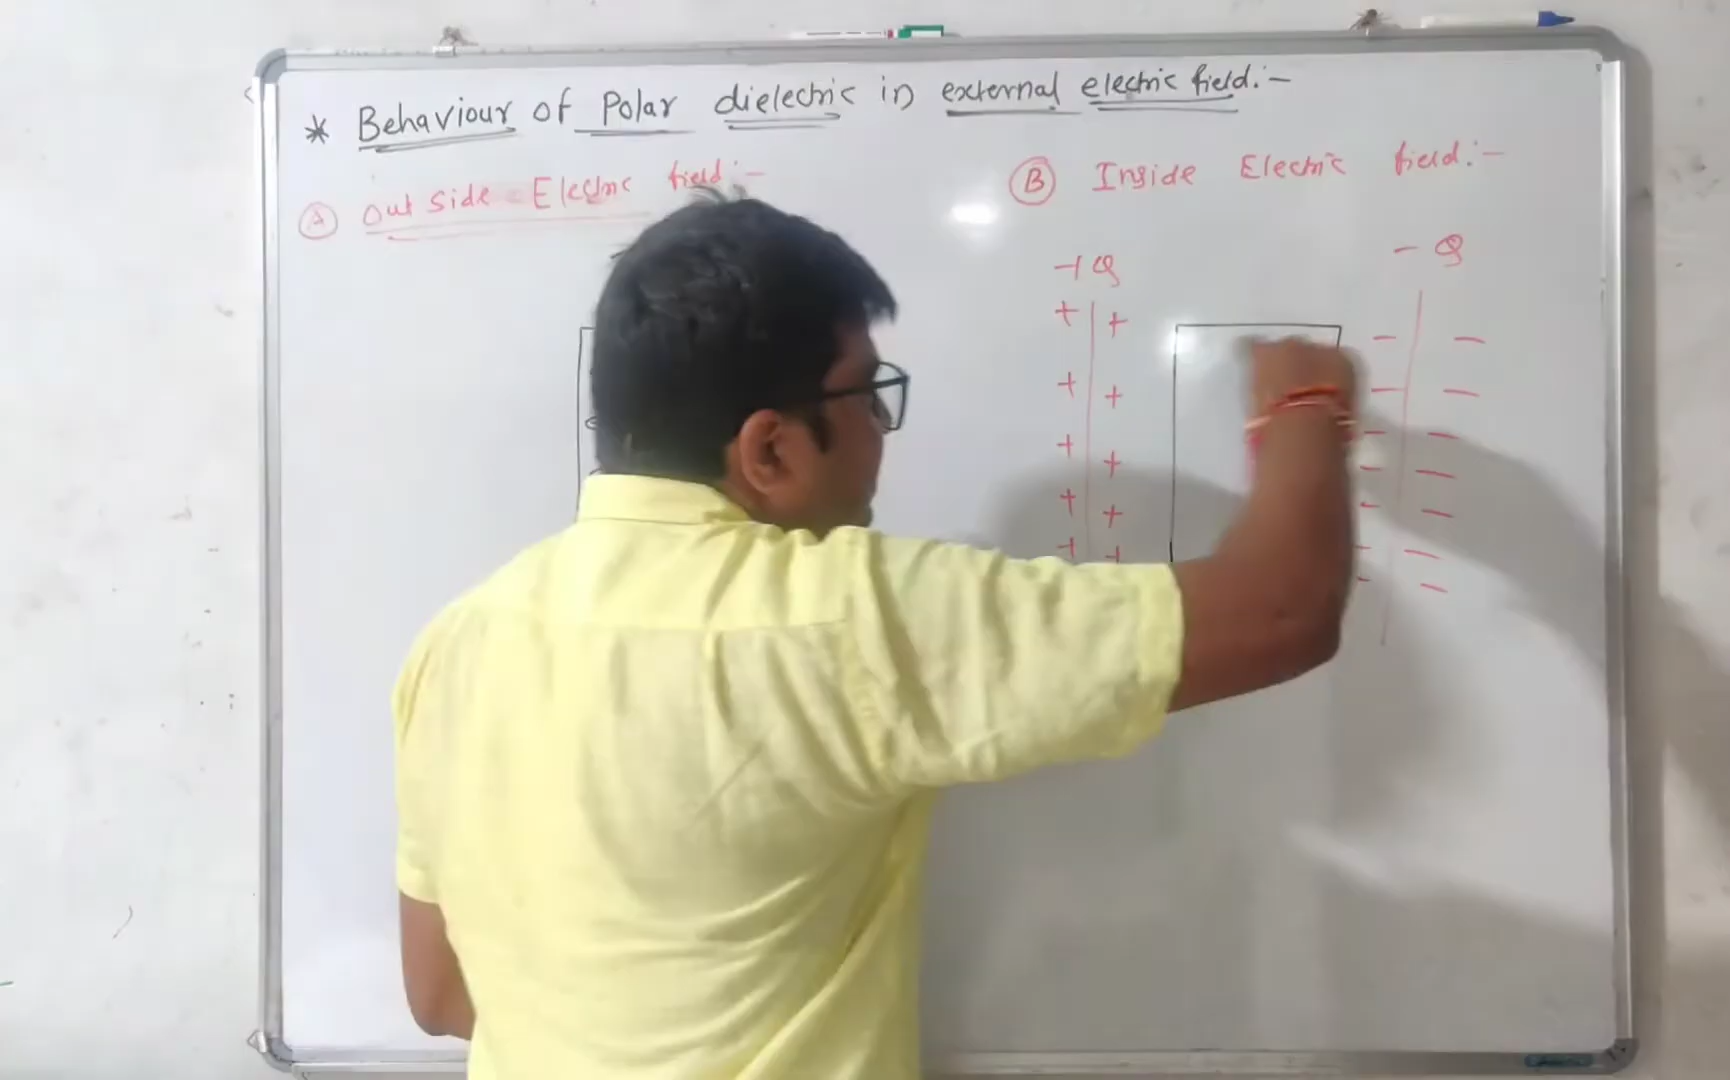 * Behaviour of Polar dielectric in external electric field:-
(A) Out Side Electric field:-
(B) Inside Electric field:-
+Q
- Q
+ +
- -
+ +
- -
+ +
- -
- -
+ +
- -
+ +
- -
- -